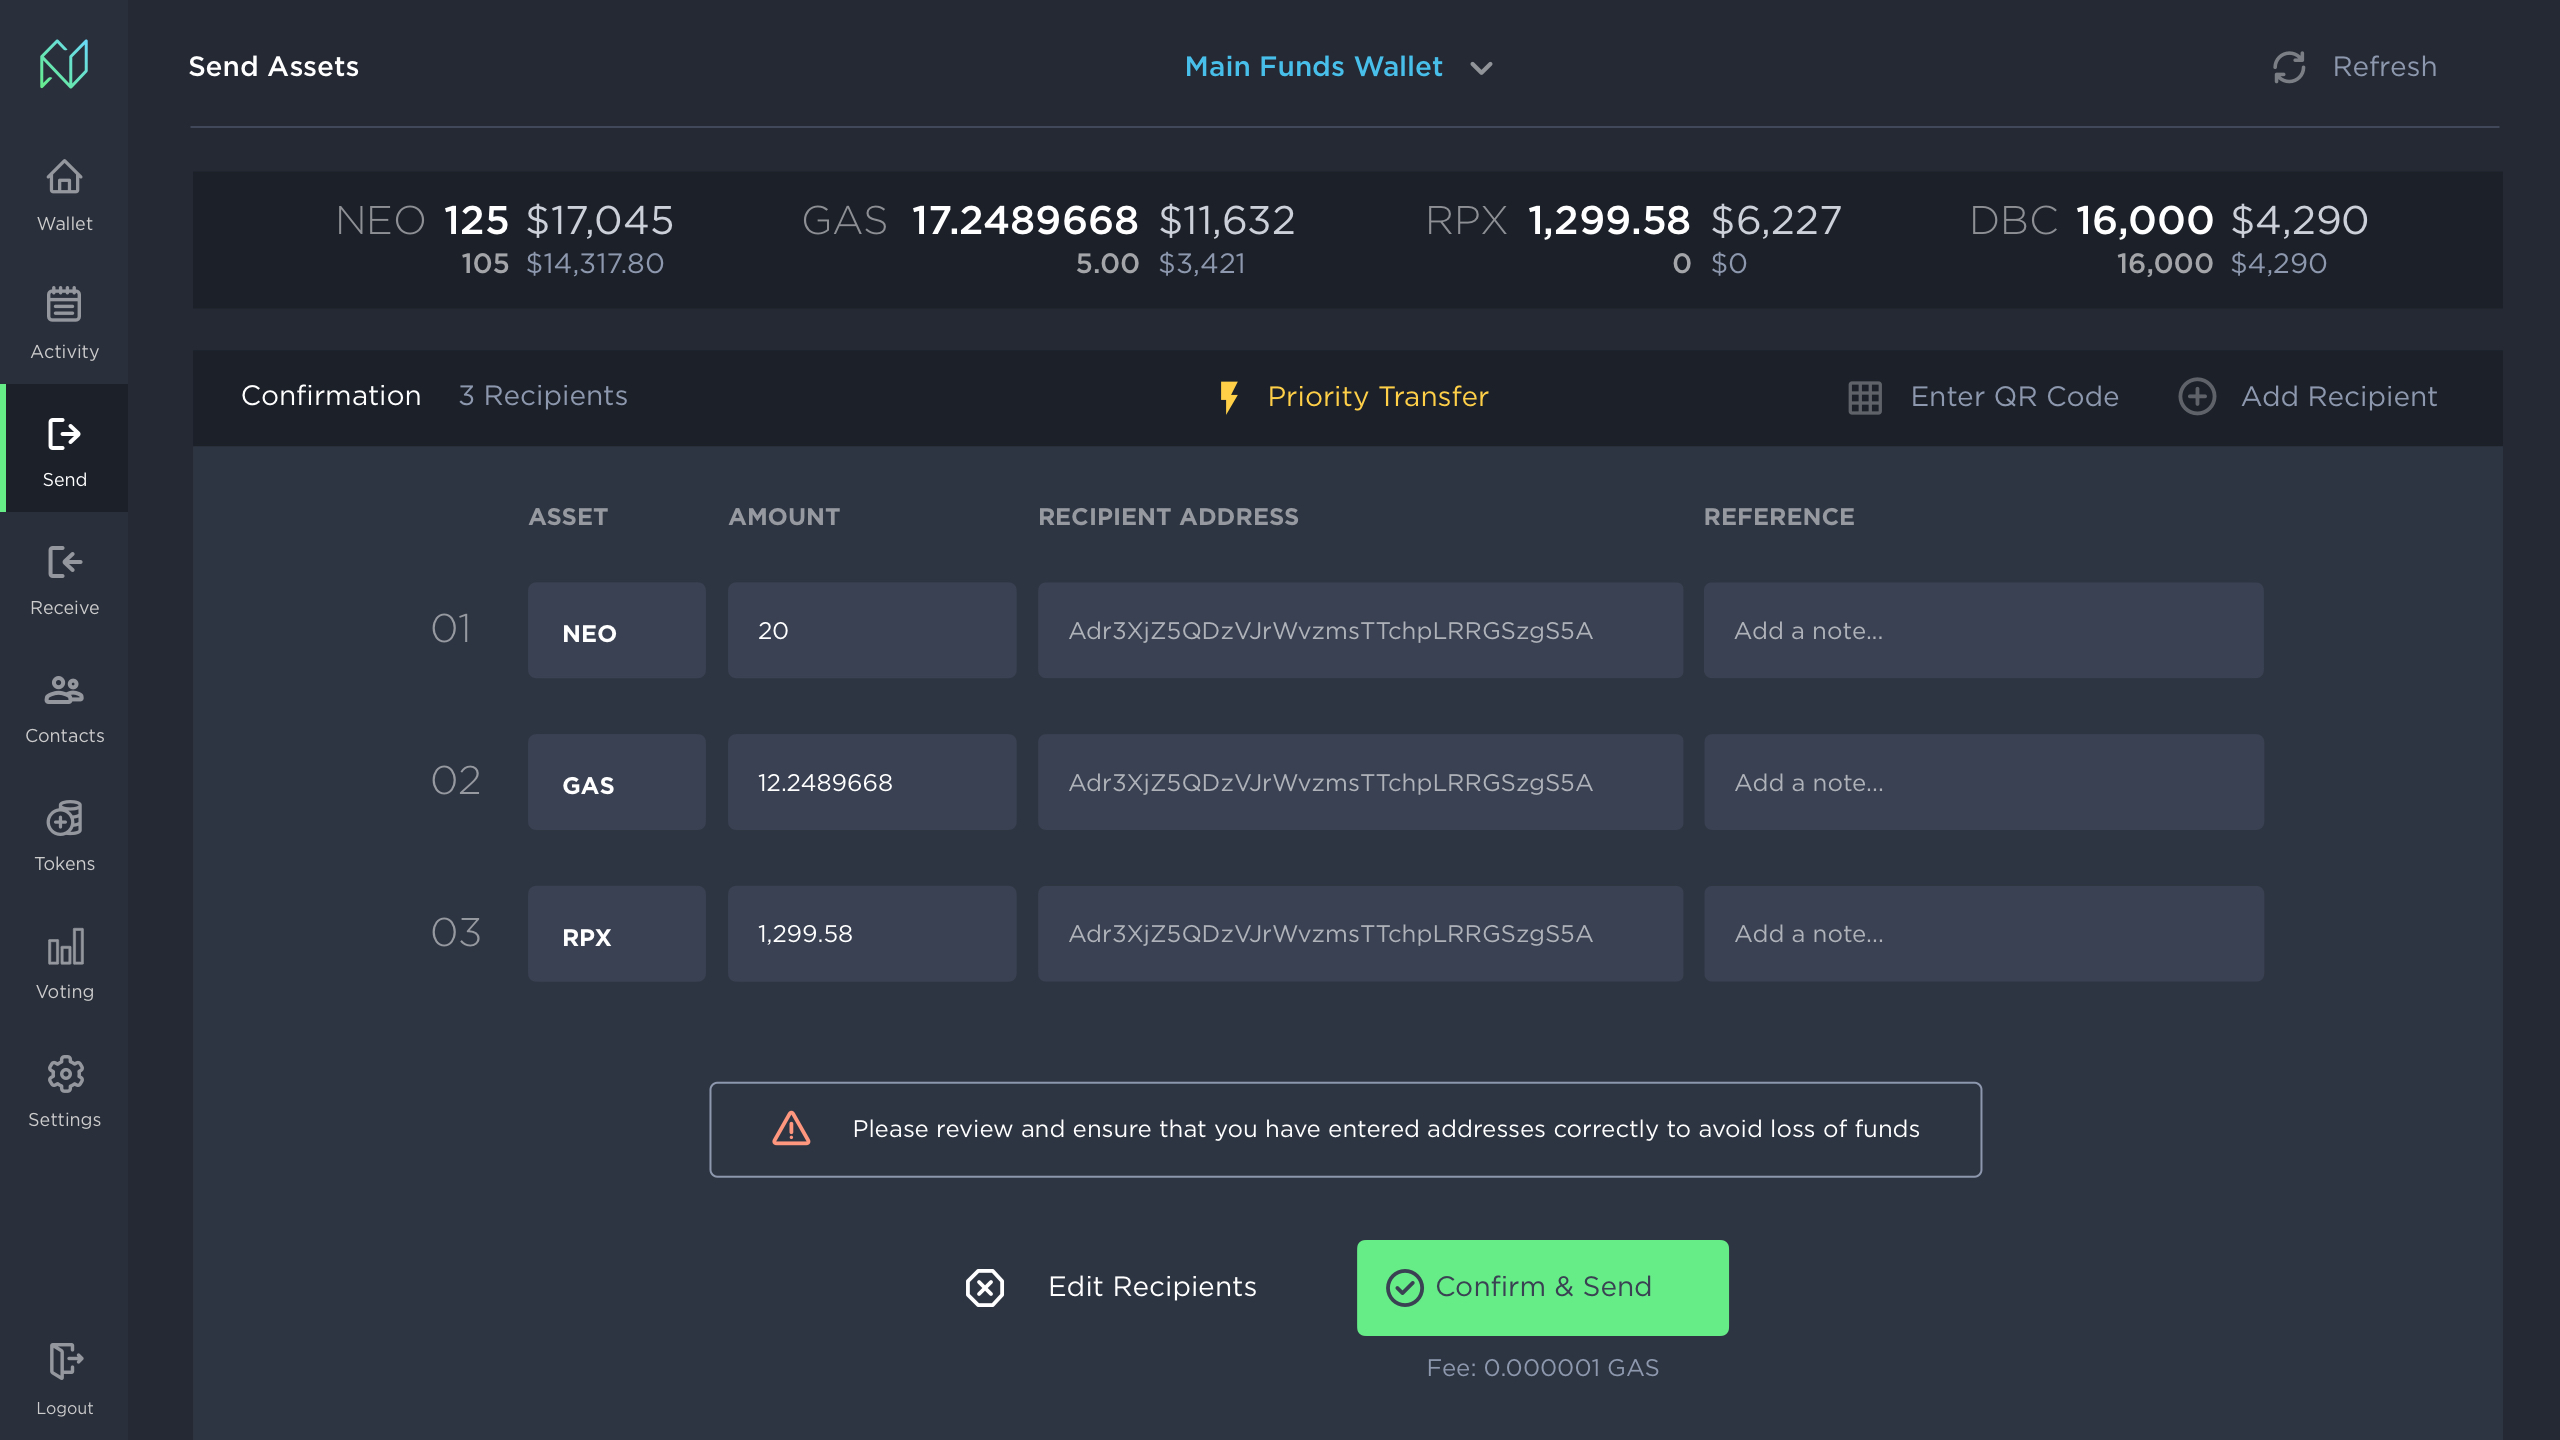 Send Assets
Main Funds Wallet
Refresh
Wallet
Activity
Send
Receive
Contacts
Tokens
Voting
Settings
Logout
NEO 125 $17,045
105 $14,317.80
GAS 17.2489668 $11,632
5.00 $3,421
RPX 1,299.58 $6,227
0 $0
DBC 16,000 $4,290
16,000 $4,290
Confirmation 3 Recipients
Priority Transfer
Enter QR Code
Add Recipient
ASSET AMOUNT RECIPIENT ADDRESS REFERENCE
01 NEO 20 Adr3XjZ5QDzVJrWvzmsTTchpLRRGSzgS5A Add a note...
02 GAS 12.2489668 Adr3XjZ5QDzVJrWvzmsTTchpLRRGSzgS5A Add a note...
03 RPX 1,299.58 Adr3XjZ5QDzVJrWvzmsTTchpLRRGSzgS5A Add a note...
Please review and ensure that you have entered addresses correctly to avoid loss of funds
Edit Recipients
Confirm & Send
Fee: 0.000001 GAS